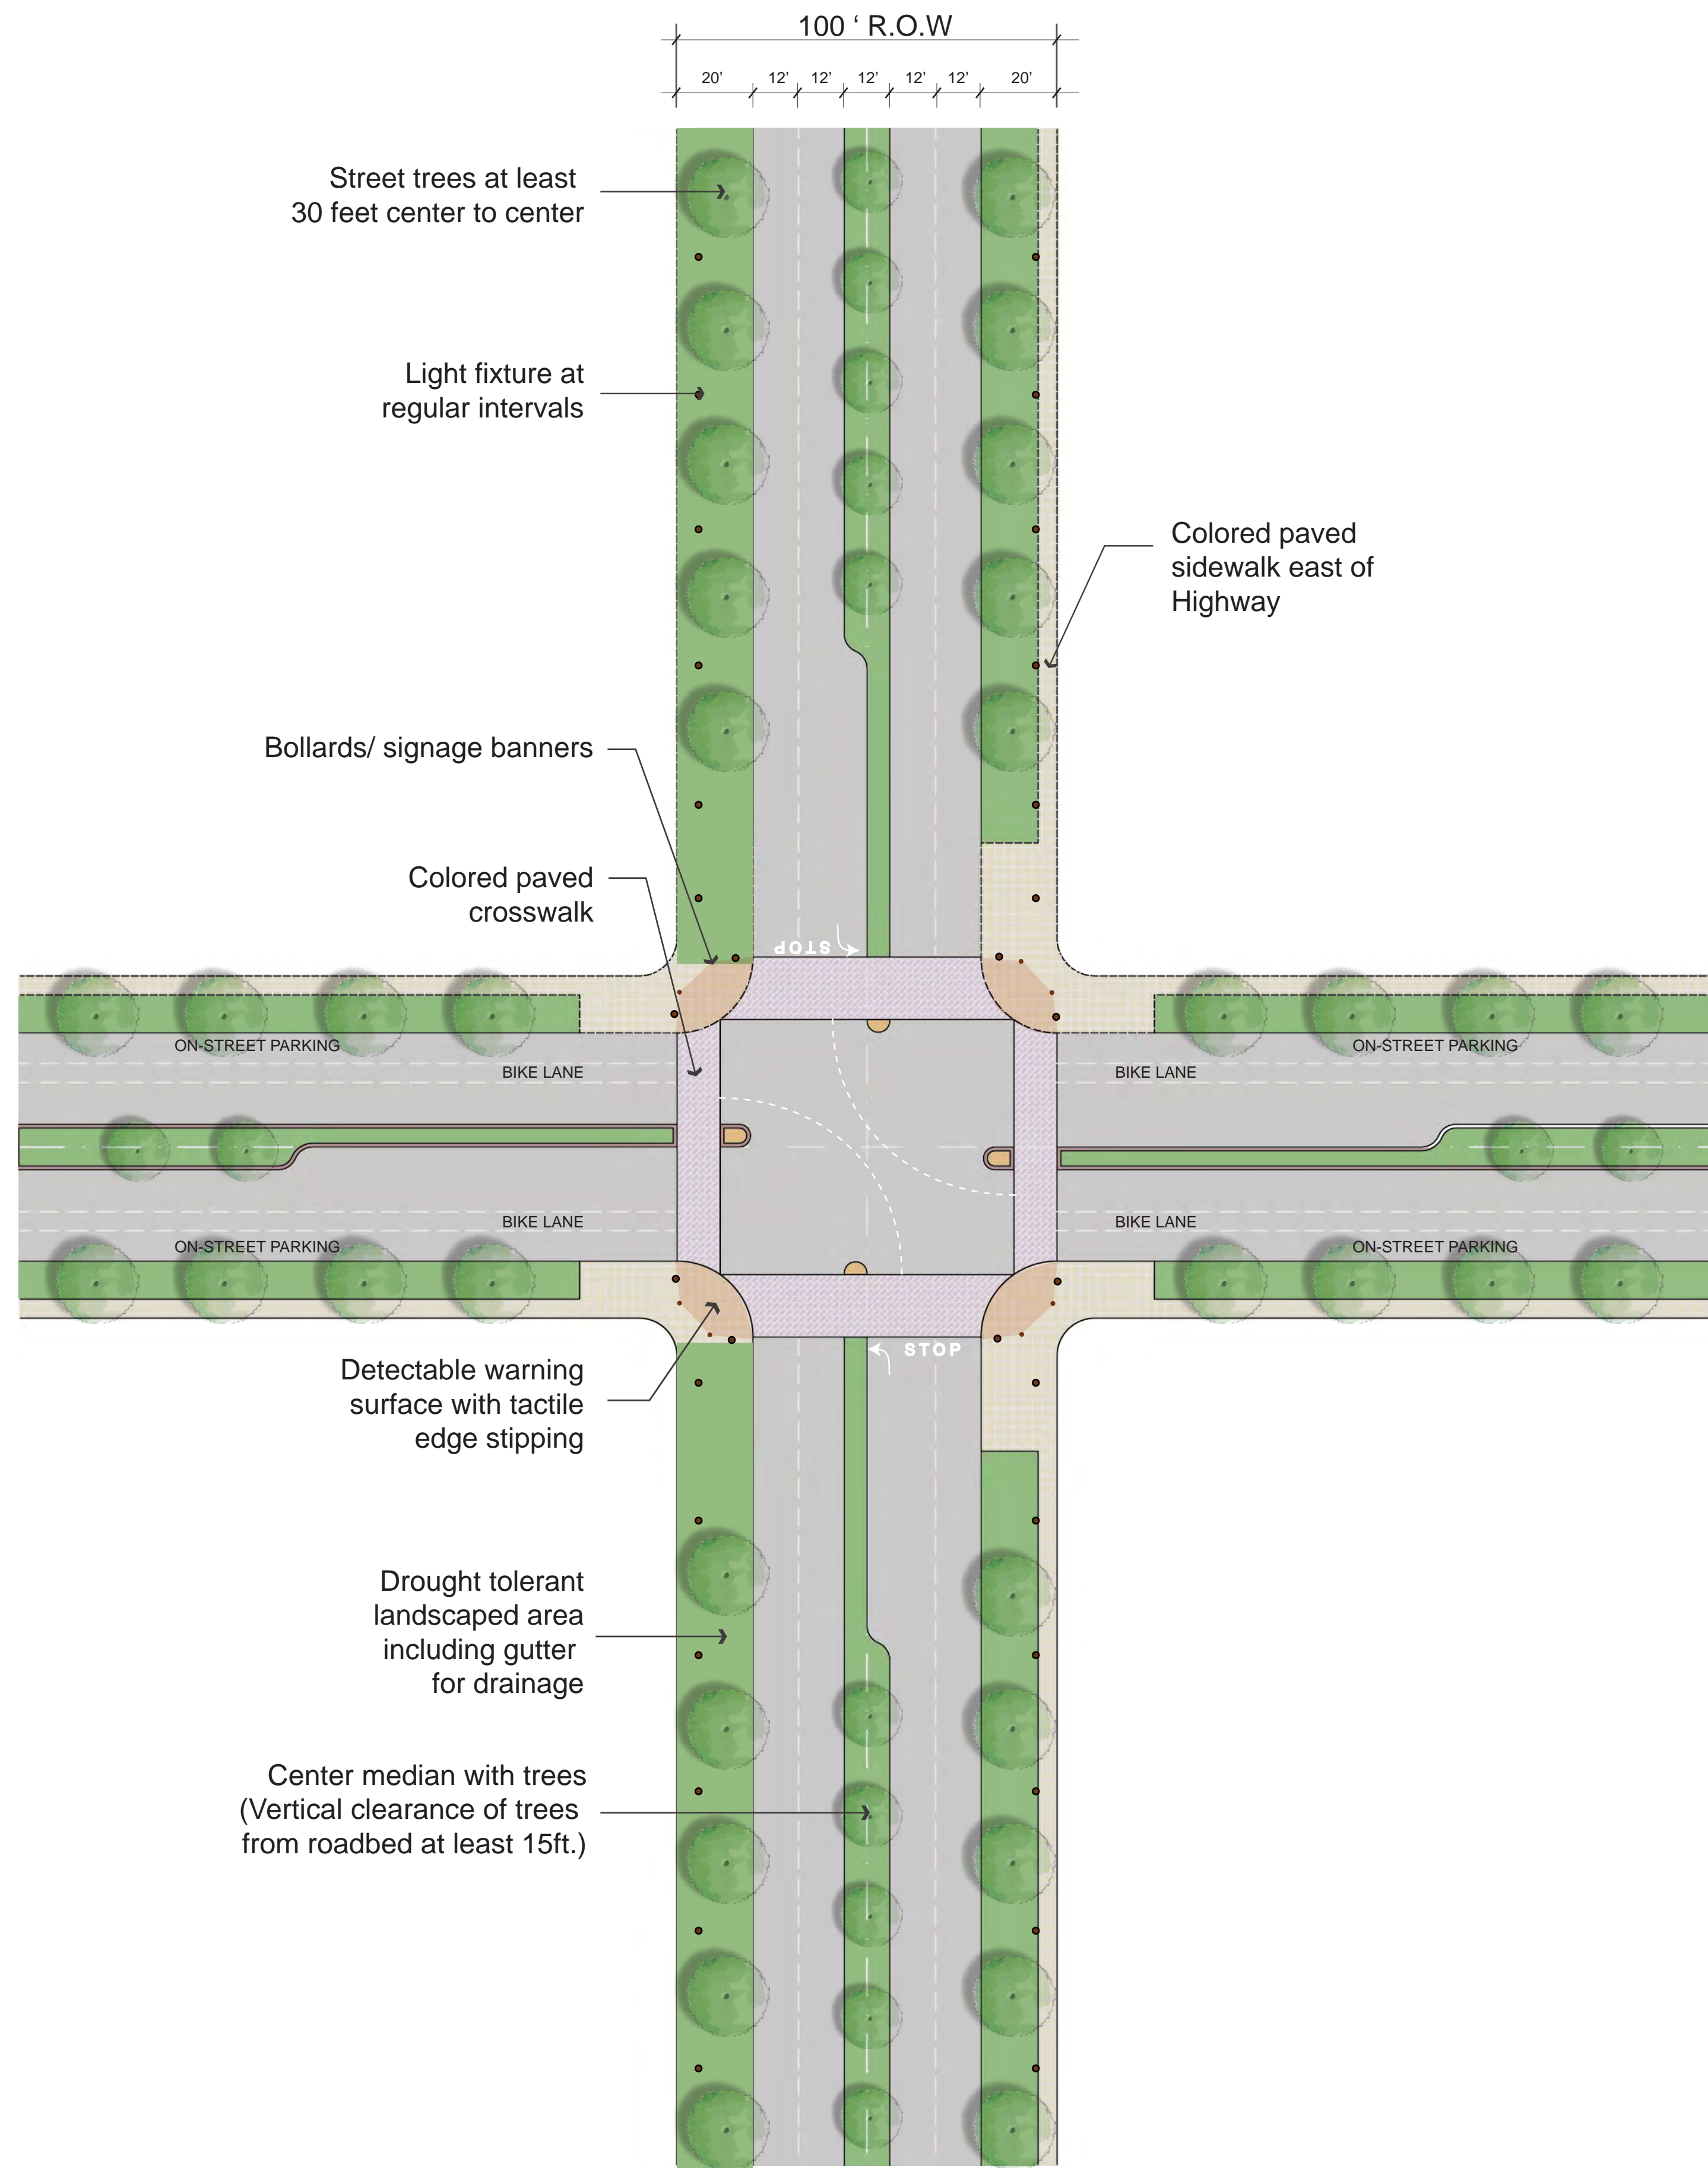 100 ‘ R.O.W
20’ 12’ 12’ 12’ 12’ 12’ 20’
Street trees at least
30 feet center to center
Light fixture at
regular intervals
Colored paved
sidewalk east of
Highway
Bollards/ signage banners
Colored paved
crosswalk
STOP
ON-STREET PARKING
ON-STREET PARKING
BIKE LANE
BIKE LANE
BIKE LANE
BIKE LANE
ON-STREET PARKING
ON-STREET PARKING
STOP
Detectable warning
surface with tactile
edge stipping
Drought tolerant
landscaped area
including gutter
for drainage
Center median with trees
(Vertical clearance of trees
from roadbed at least 15ft.)